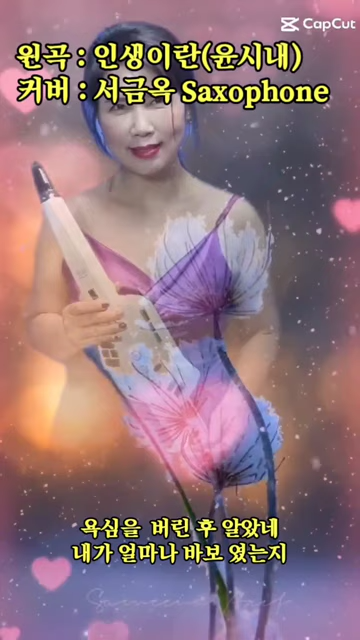 CapCut
원곡 : 인생이란(윤시내)
커버 : 서금옥 Saxophone
욕심을 버린 후 알았네
내가 얼마나 바보 였는지